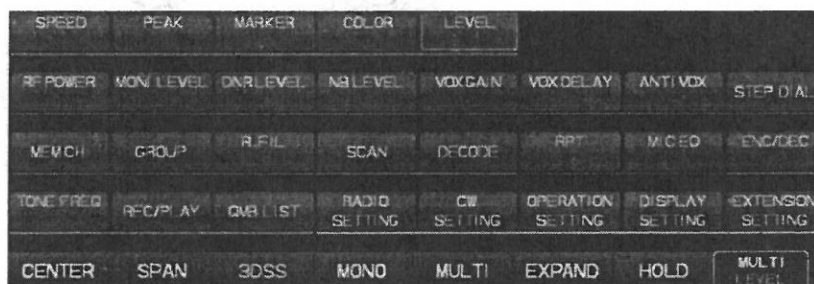 SPEED PEAK MARKER COLOR LEVEL
RF POWER MONI LEVEL DNR LEVEL NB LEVEL VOX GAIN VOX DELAY ANTI VOX STEP DIAL
MEM CH GROUP R.FIL SCAN DECODE RPT MIC EQ ENC/DEC
TONE FREQ REC/PLAY QMB LIST RADIO SETTING CW SETTING OPERATION SETTING DISPLAY SETTING EXTENSION SETTING
CENTER SPAN 3DSS MONO MULTI EXPAND HOLD MULTI
LEVEL